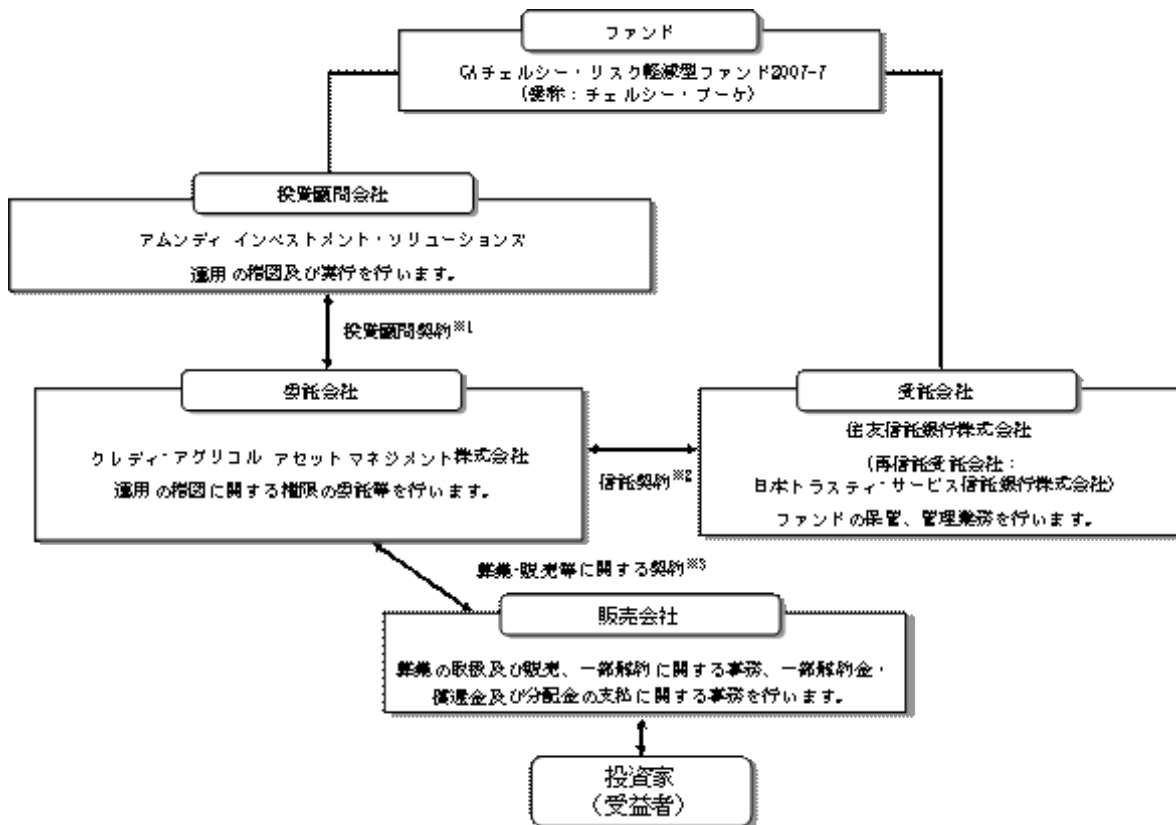 ファンド
CAチェルシー・リスク軽減型ファンド2007-7
(愛称：チェルシー・ブーケ)
投資顧問会社
アムンディ インベストメント・ソリューションズ
運用の指図及び実行を行います。
投資顧問契約※1
委託会社
クレディ・アグリコル アセットマネジメント株式会社
運用の指図に関する権限の委託等を行います。
信託契約※2
受託会社
住友信託銀行株式会社
(再信託受託会社：
日本トラスティ・サービス信託銀行株式会社)
ファンドの保管、管理業務を行います。
募集・販売等に関する契約※3
販売会社
募集の取扱及び販売、一部解約に関する事務、一部解約金・
償還金及び分配金の支払に関する事務を行います。
投資家
（受益者）